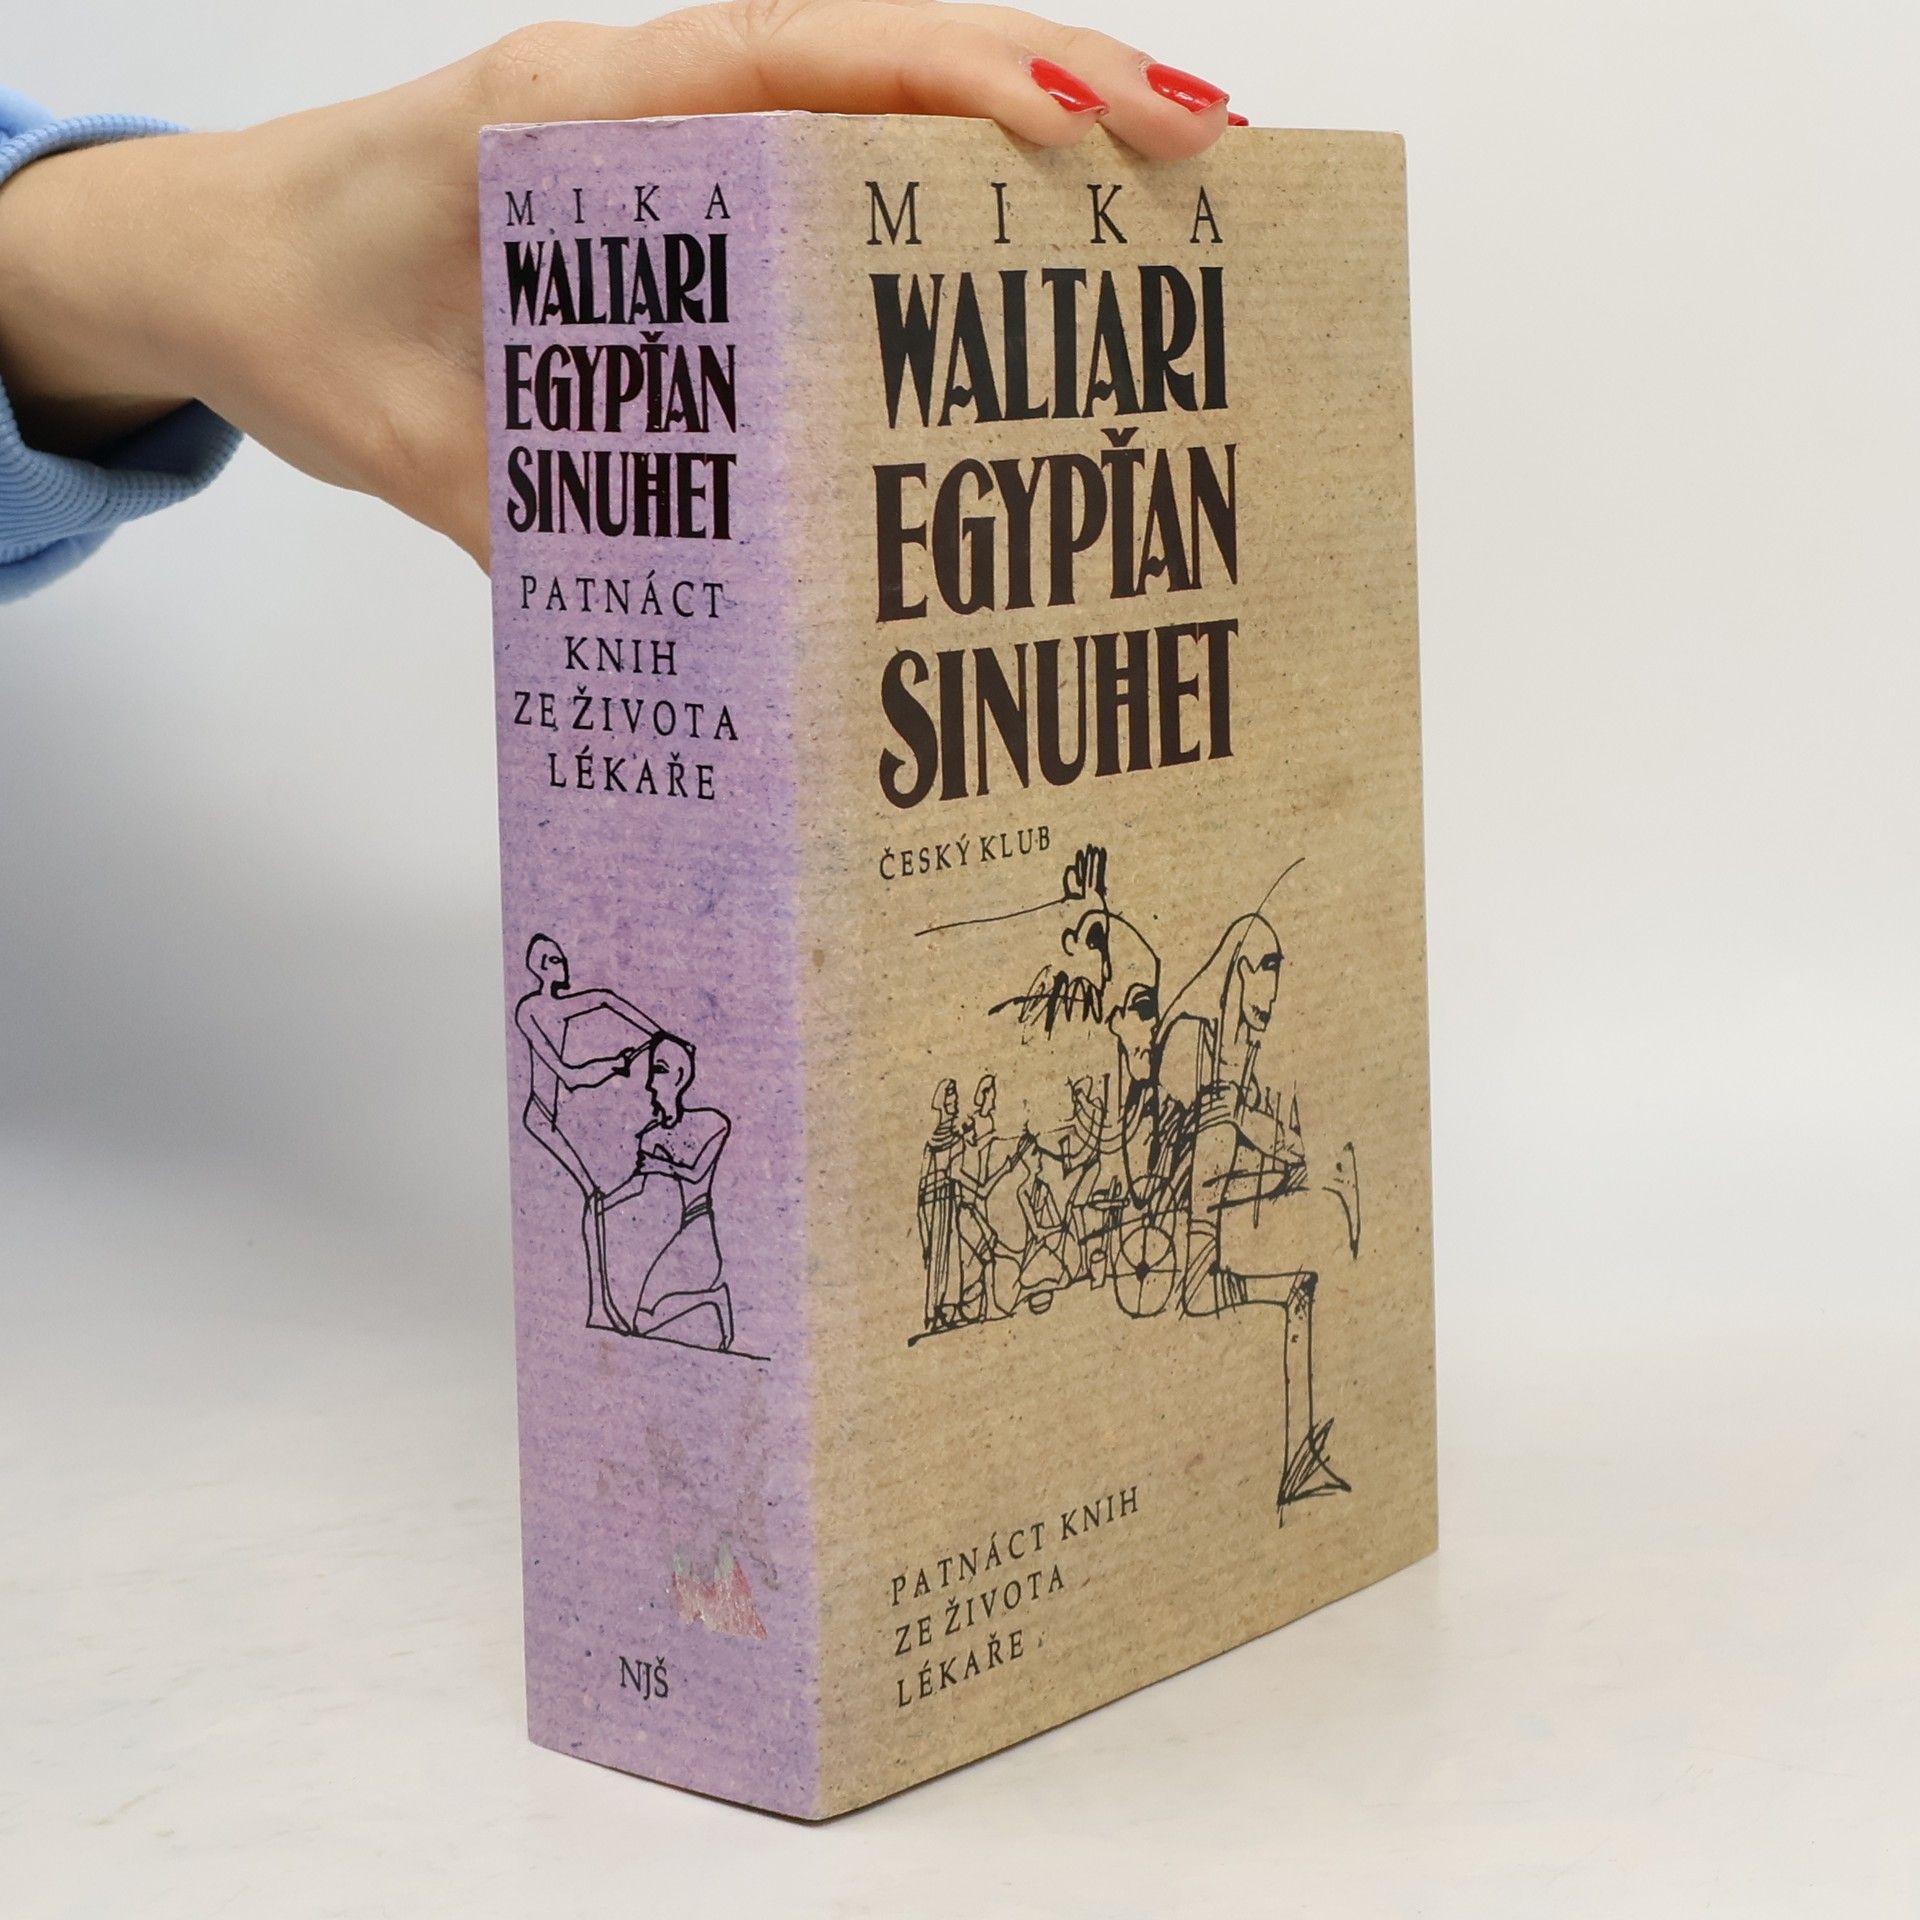 MIKA
WALTARI
EGYPŤAN
SINUHET
PATNÁCT
KNIH
ZE ŽIVOTA
LÉKAŘE
NJŠ
MIKA
WALTARI
EGYPŤAN
SINUHET
ČESKÝ KLUB
PATNÁCT KNIH
ZE ŽIVOTA
LÉKAŘE